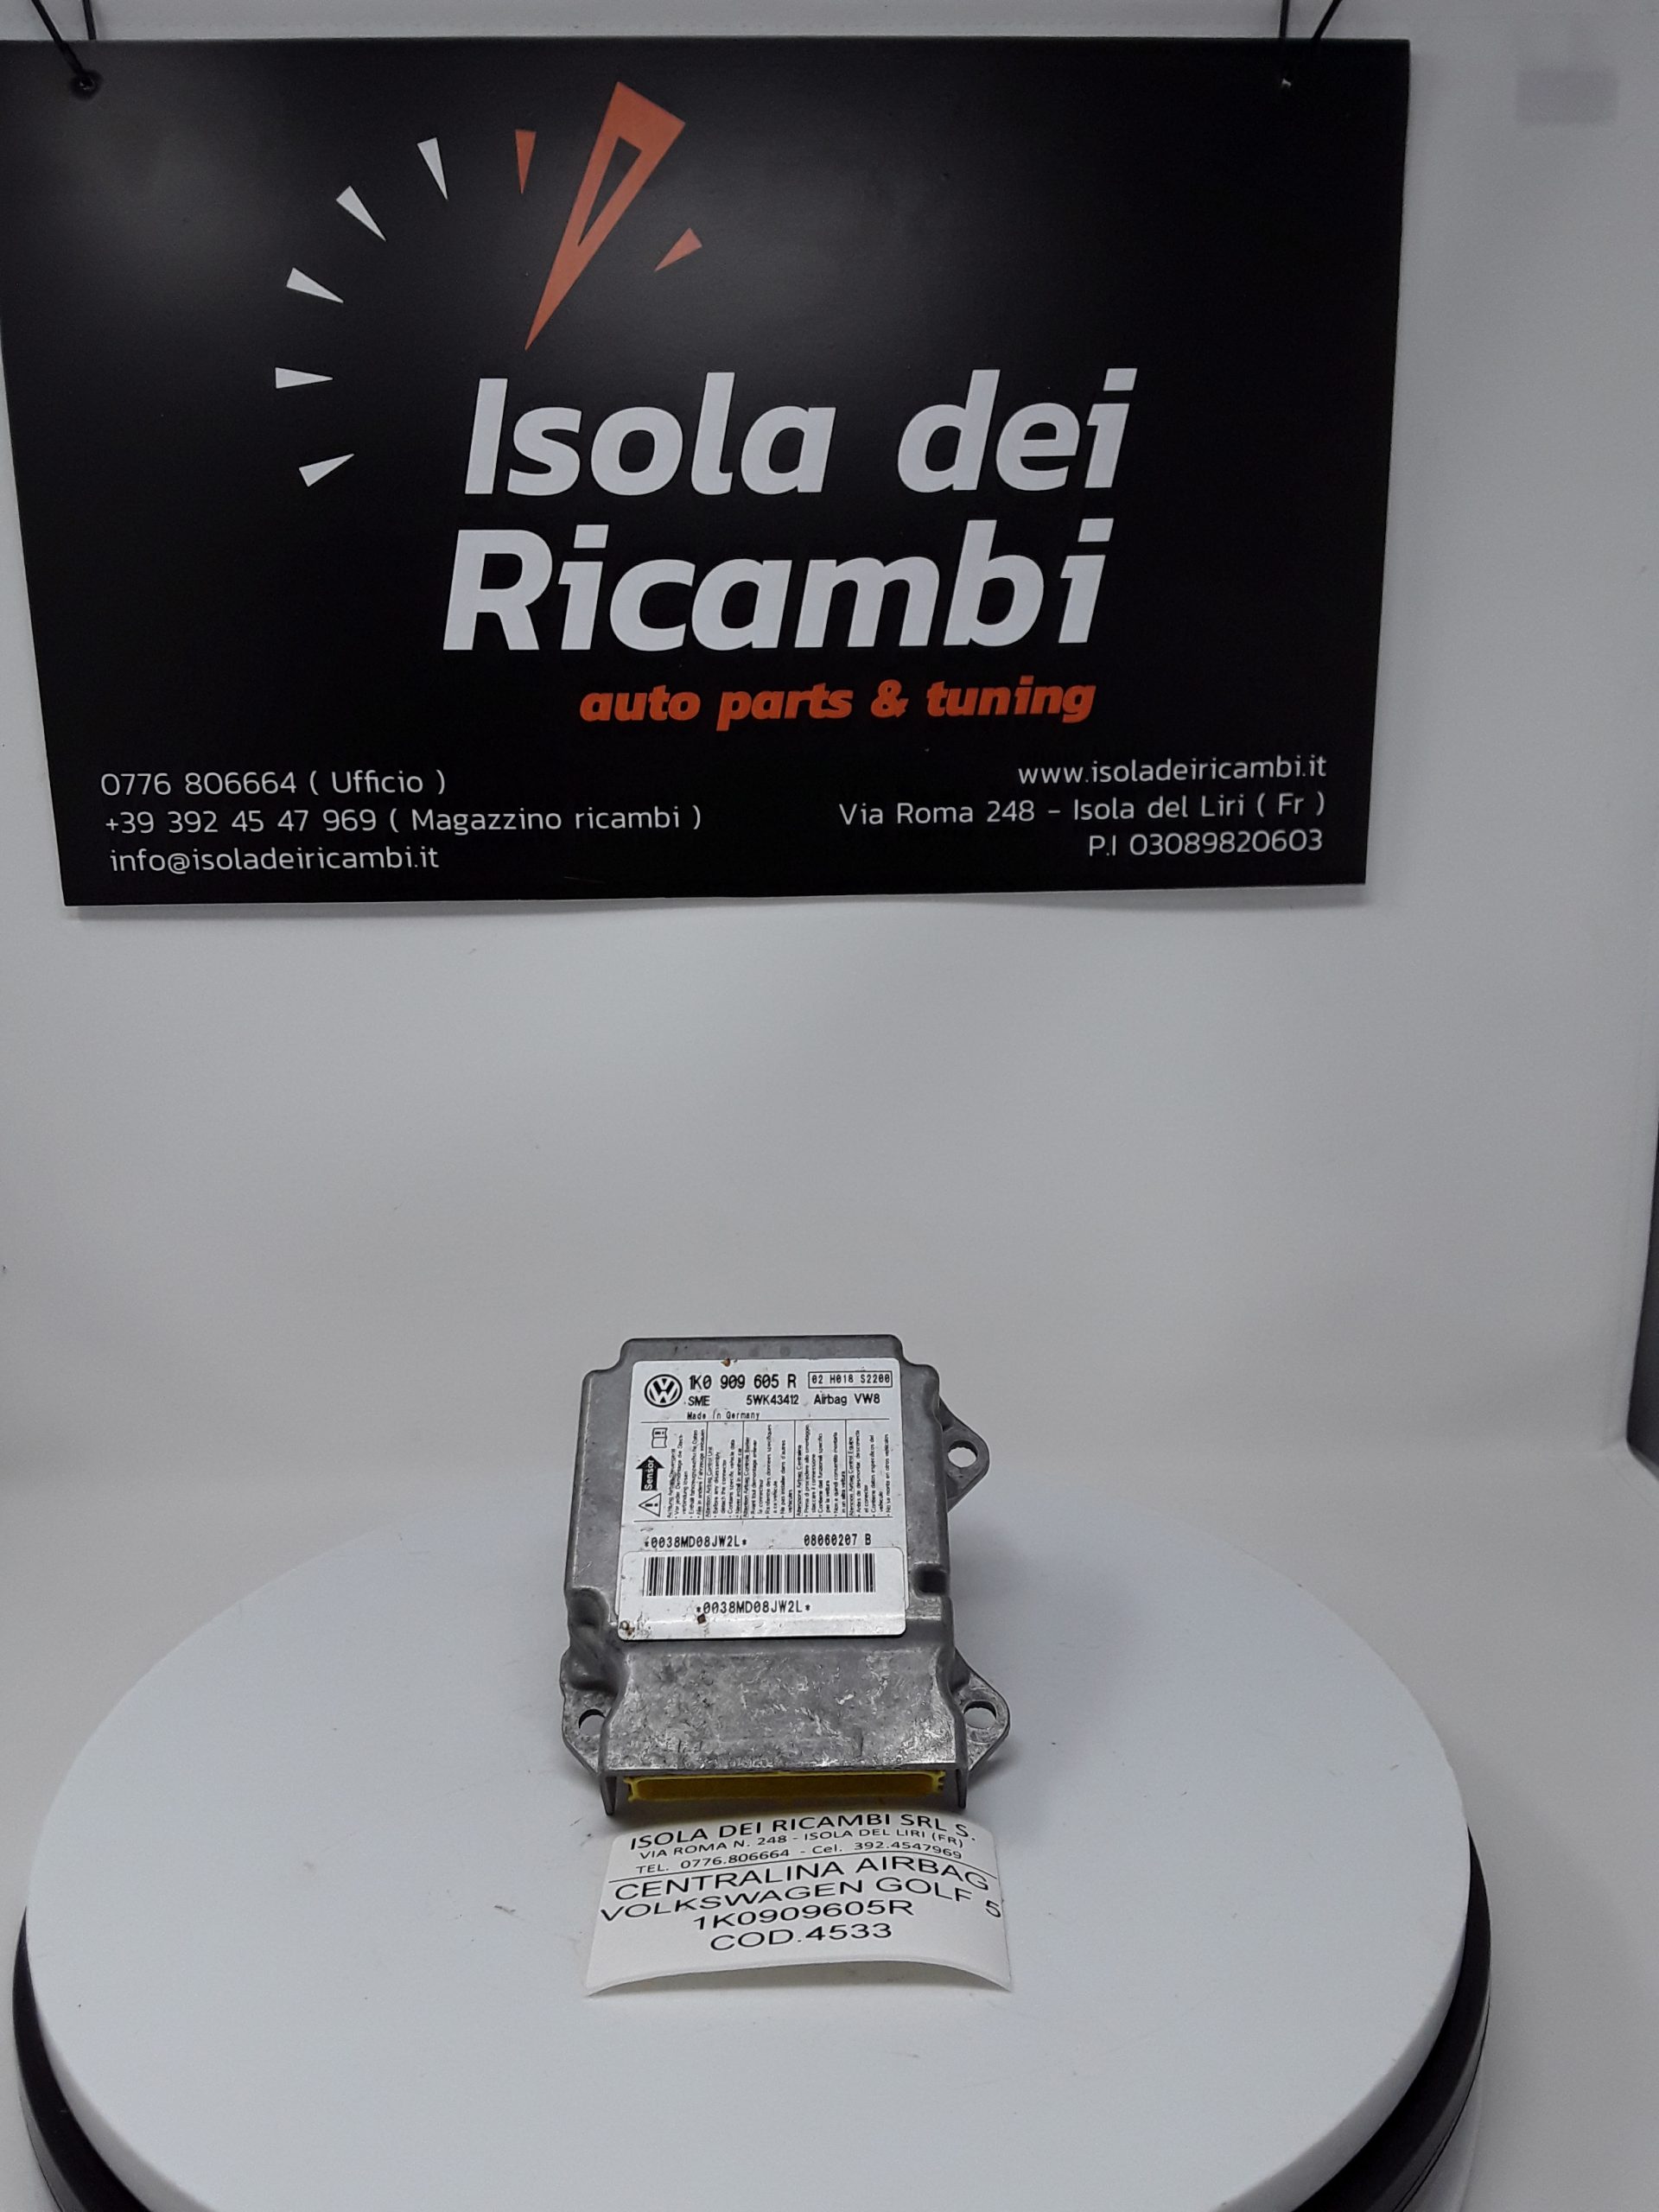 Isola dei
Ricambi
auto parts & tuning
0776 806664 ( Ufficio )
+39 392 45 47 969 ( Magazzino ricambi )
info@isoladeiricambi.it
www.isoladeiricambi.it
Via Roma 248 - Isola del Liri ( Fr )
P.I 03089820603
1K0 909 605 R 02 H018 S2200
SME 5WK43412 Airbag VW8
Made in Germany
Sensor
*0038MD08JW2L* 08060207 B
*0038MD08JW2L*
ISOLA DEI RICAMBI SRL S.
VIA ROMA N. 248 - ISOLA DEL LIRI (FR)
TEL. 0776.806664 - Cel. 392.4547969
CENTRALINA AIRBAG
VOLKSWAGEN GOLF 5
1K0909605R
COD.4533